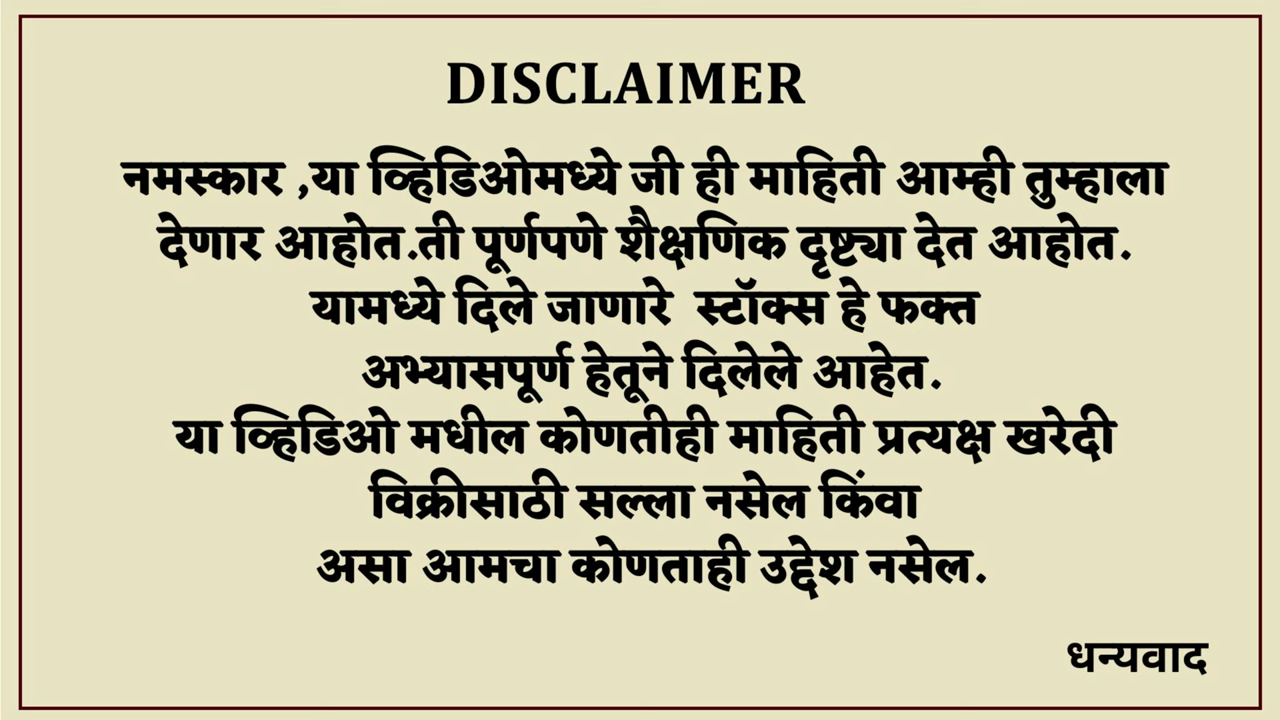 DISCLAIMER
नमस्कार ,या व्हिडिओमध्ये जी ही माहिती आम्ही तुम्हाला
देणार आहोत.ती पूर्णपणे शैक्षणिक दृष्ट्या देत आहोत.
यामध्ये दिले जाणारे  स्टॉक्स हे फक्त
अभ्यासपूर्ण हेतूने दिलेले आहेत.
या व्हिडिओ मधील कोणतीही माहिती प्रत्यक्ष खरेदी
विक्रीसाठी सल्ला नसेल किंवा
असा आमचा कोणताही उद्देश नसेल.
धन्यवाद